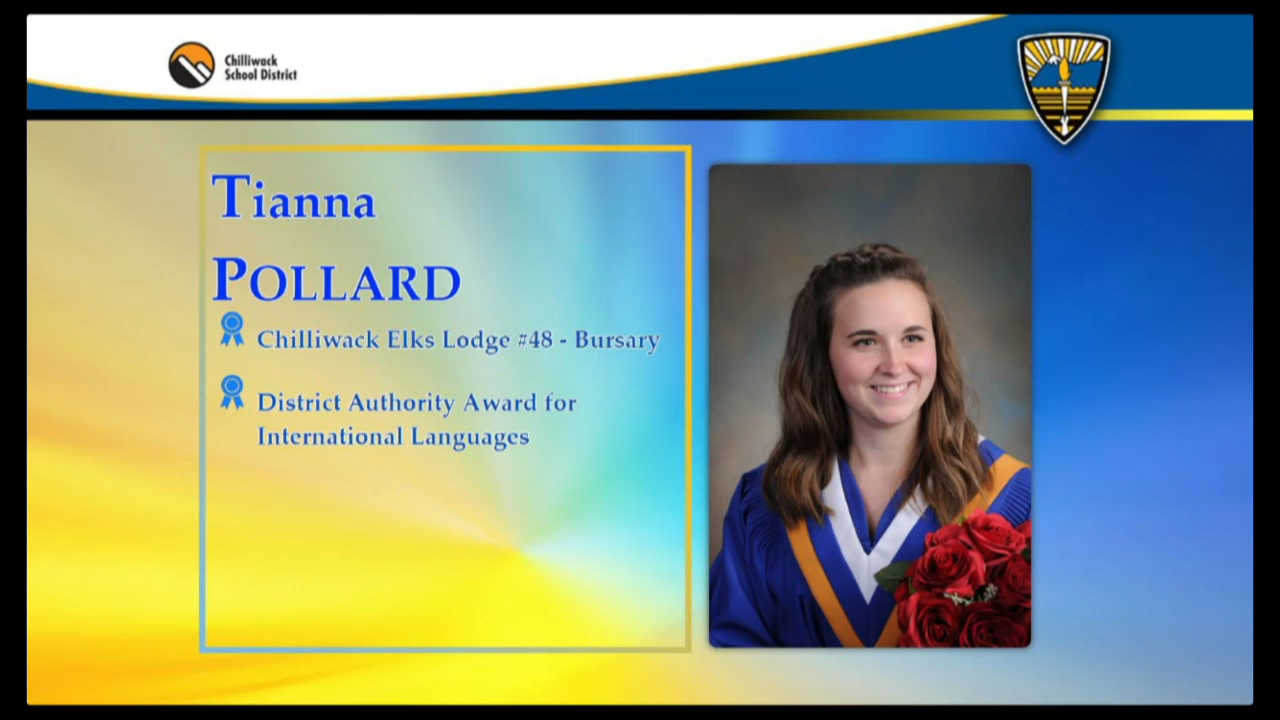 Chilliwack
School District
Tianna
POLLARD
Chilliwack Elks Lodge #48 - Bursary
District Authority Award for
International Languages